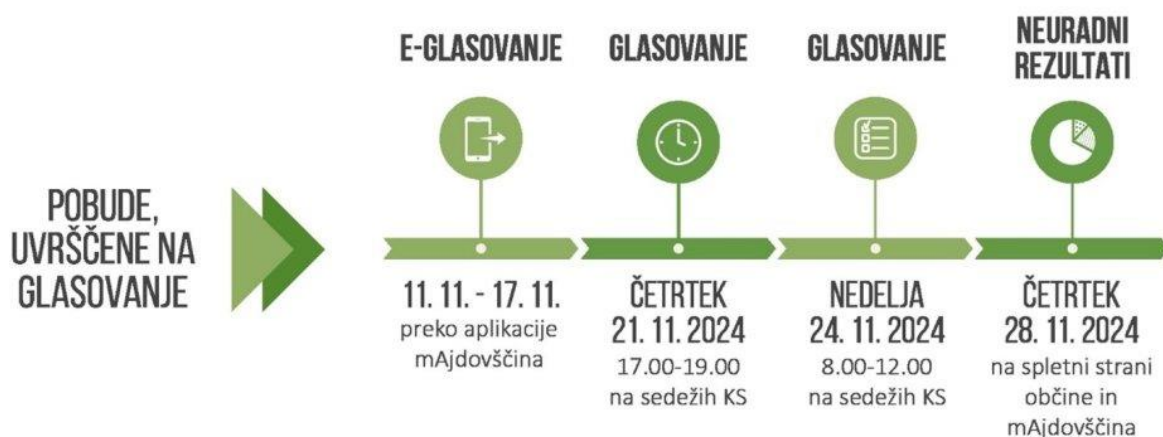 POBUDE,
UVRŠČENE NA
GLASOVANJE
E-GLASOVANJE
11. 11. - 17. 11.
preko aplikacije
mAjdovščina
GLASOVANJE
ČETRTEK
21. 11. 2024
17.00-19.00
na sedežih KS
GLASOVANJE
NEDELJA
24. 11. 2024
8.00-12.00
na sedežih KS
NEURADNI
REZULTATI
ČETRTEK
28. 11. 2024
na spletni strani
občine in
mAjdovščina